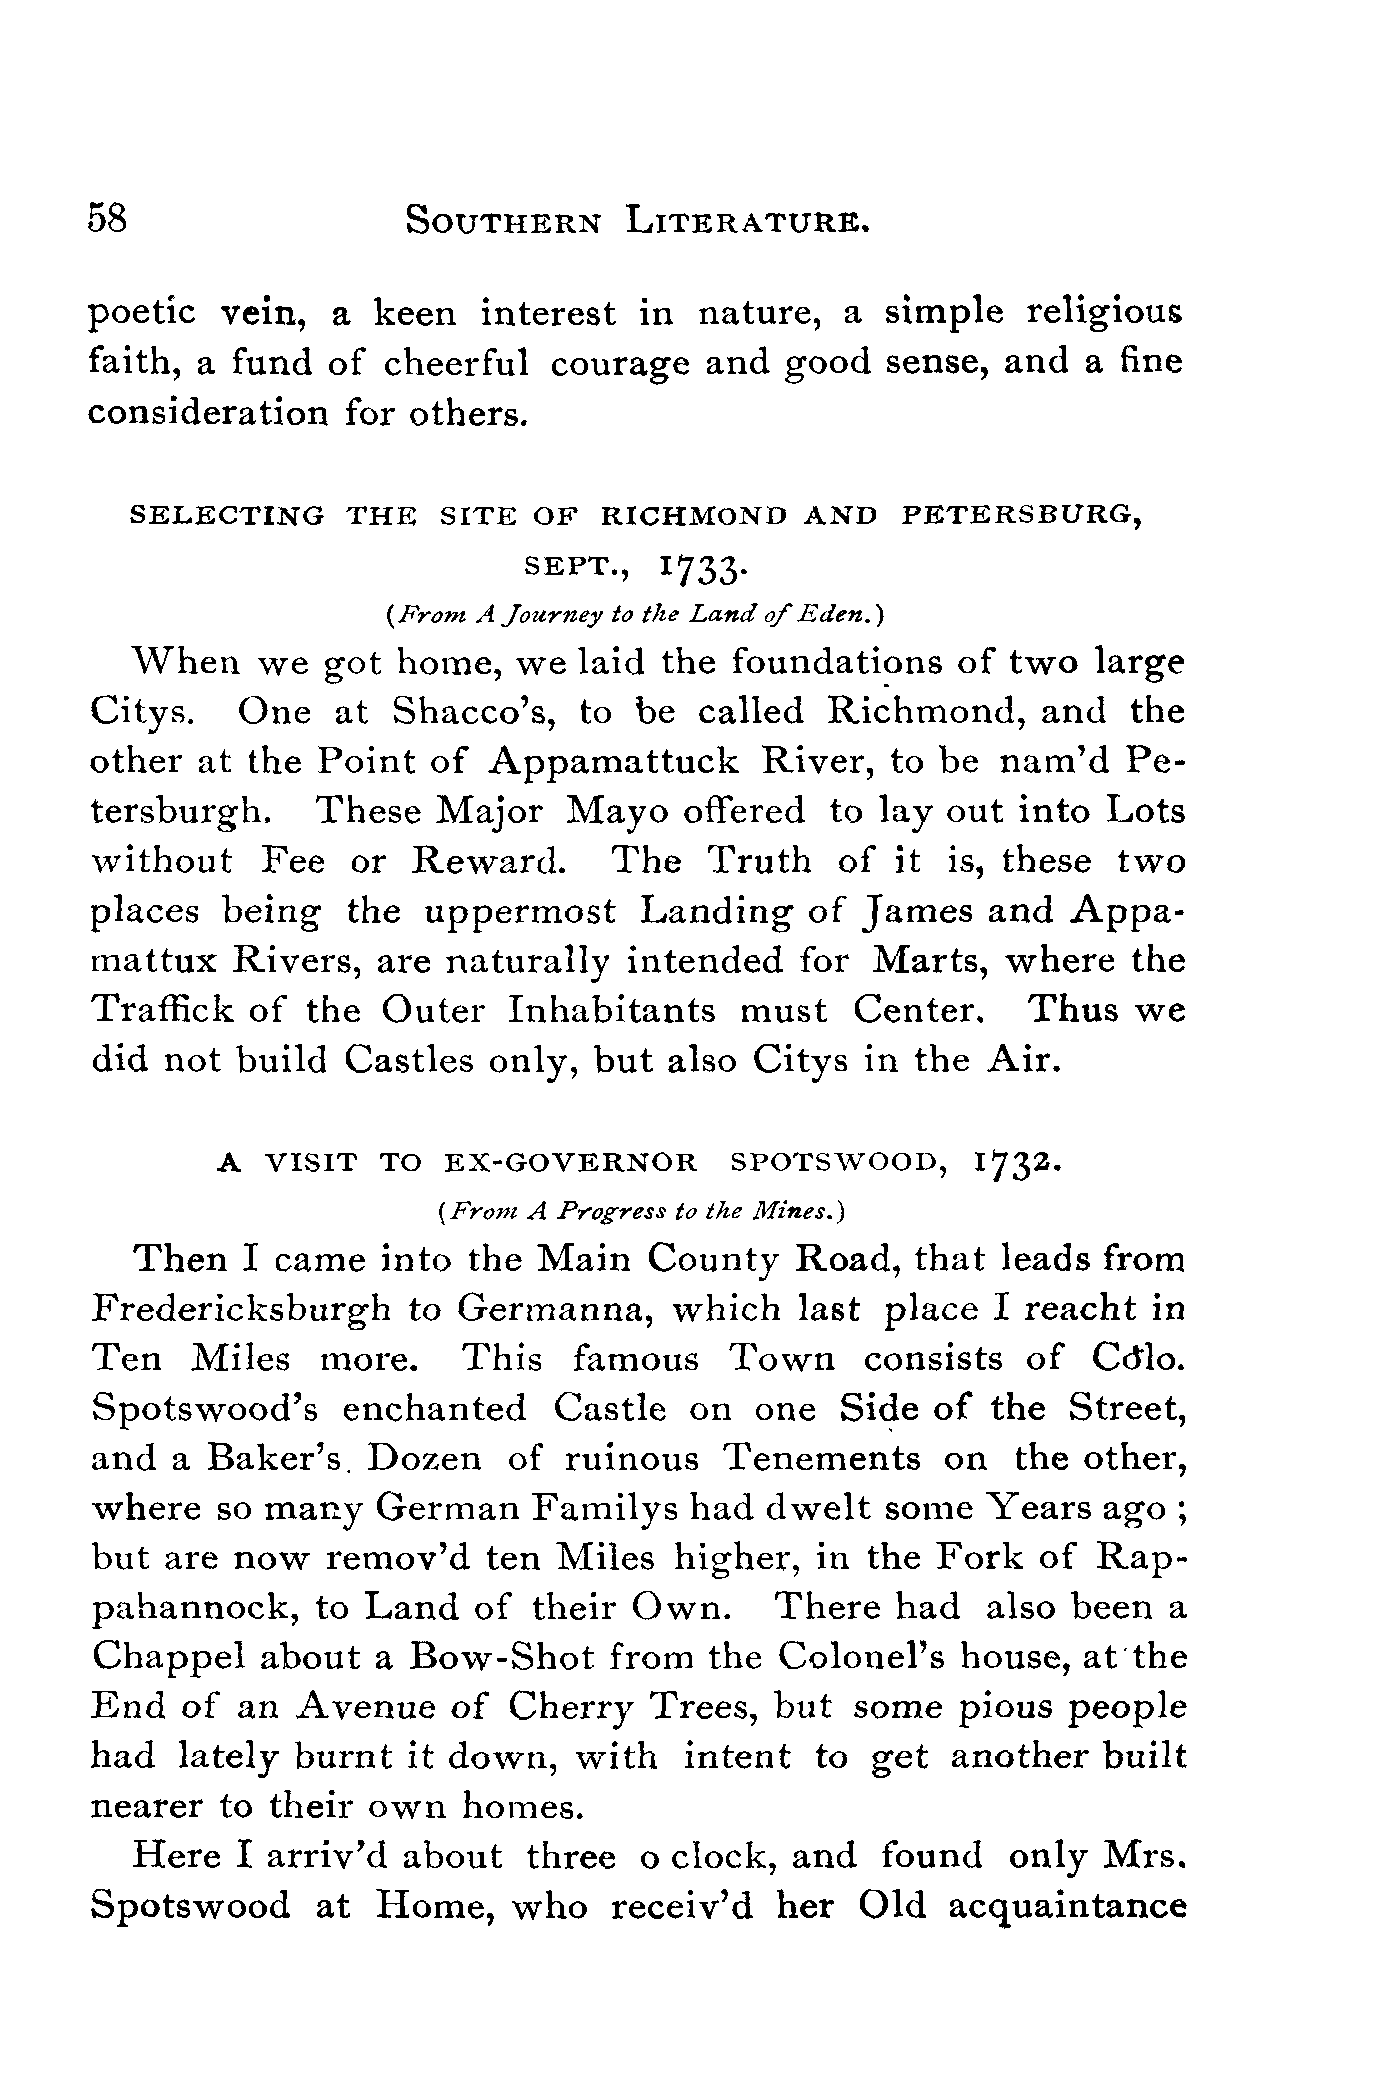 58 SOUTHERN LITERATURE.
poetic vein, a keen interest in nature, a simple religious
faith, a fund of cheerful courage and good sense, and a fine
consideration for others.
SELECTING THE SITE OF RICHMOND AND PETERSBURG,
SEPT., 1733.
(From A Journey to the Land of Eden.)
When we got home, we laid the foundations of two large
Citys. One at Shacco's, to be called Richmond, and the
other at the Point of Appamattuck River, to be nam'd Pe-
tersburgh. These Major Mayo offered to lay out into Lots
without Fee or Reward. The Truth of it is, these two
places being the uppermost Landing of James and Appa-
mattux Rivers, are naturally intended for Marts, where the
Traffick of the Outer Inhabitants must Center. Thus we
did not build Castles only, but also Citys in the Air.
A VISIT TO EX-GOVERNOR SPOTSWOOD, 1732.
(From A Progress to the Mines.)
Then I came into the Main County Road, that leads from
Fredericksburgh to Germanna, which last place I reacht in
Ten Miles more. This famous Town consists of Colo.
Spotswood's enchanted Castle on one Side of the Street,
and a Baker's Dozen of ruinous Tenements on the other,
where so many German Familys had dwelt some Years ago ;
but are now remov'd ten Miles higher, in the Fork of Rap-
pahannock, to Land of their Own. There had also been a
Chappel about a Bow-Shot from the Colonel's house, at the
End of an Avenue of Cherry Trees, but some pious people
had lately burnt it down, with intent to get another built
nearer to their own homes.
Here I arriv'd about three o clock, and found only Mrs.
Spotswood at Home, who receiv'd her Old acquaintance